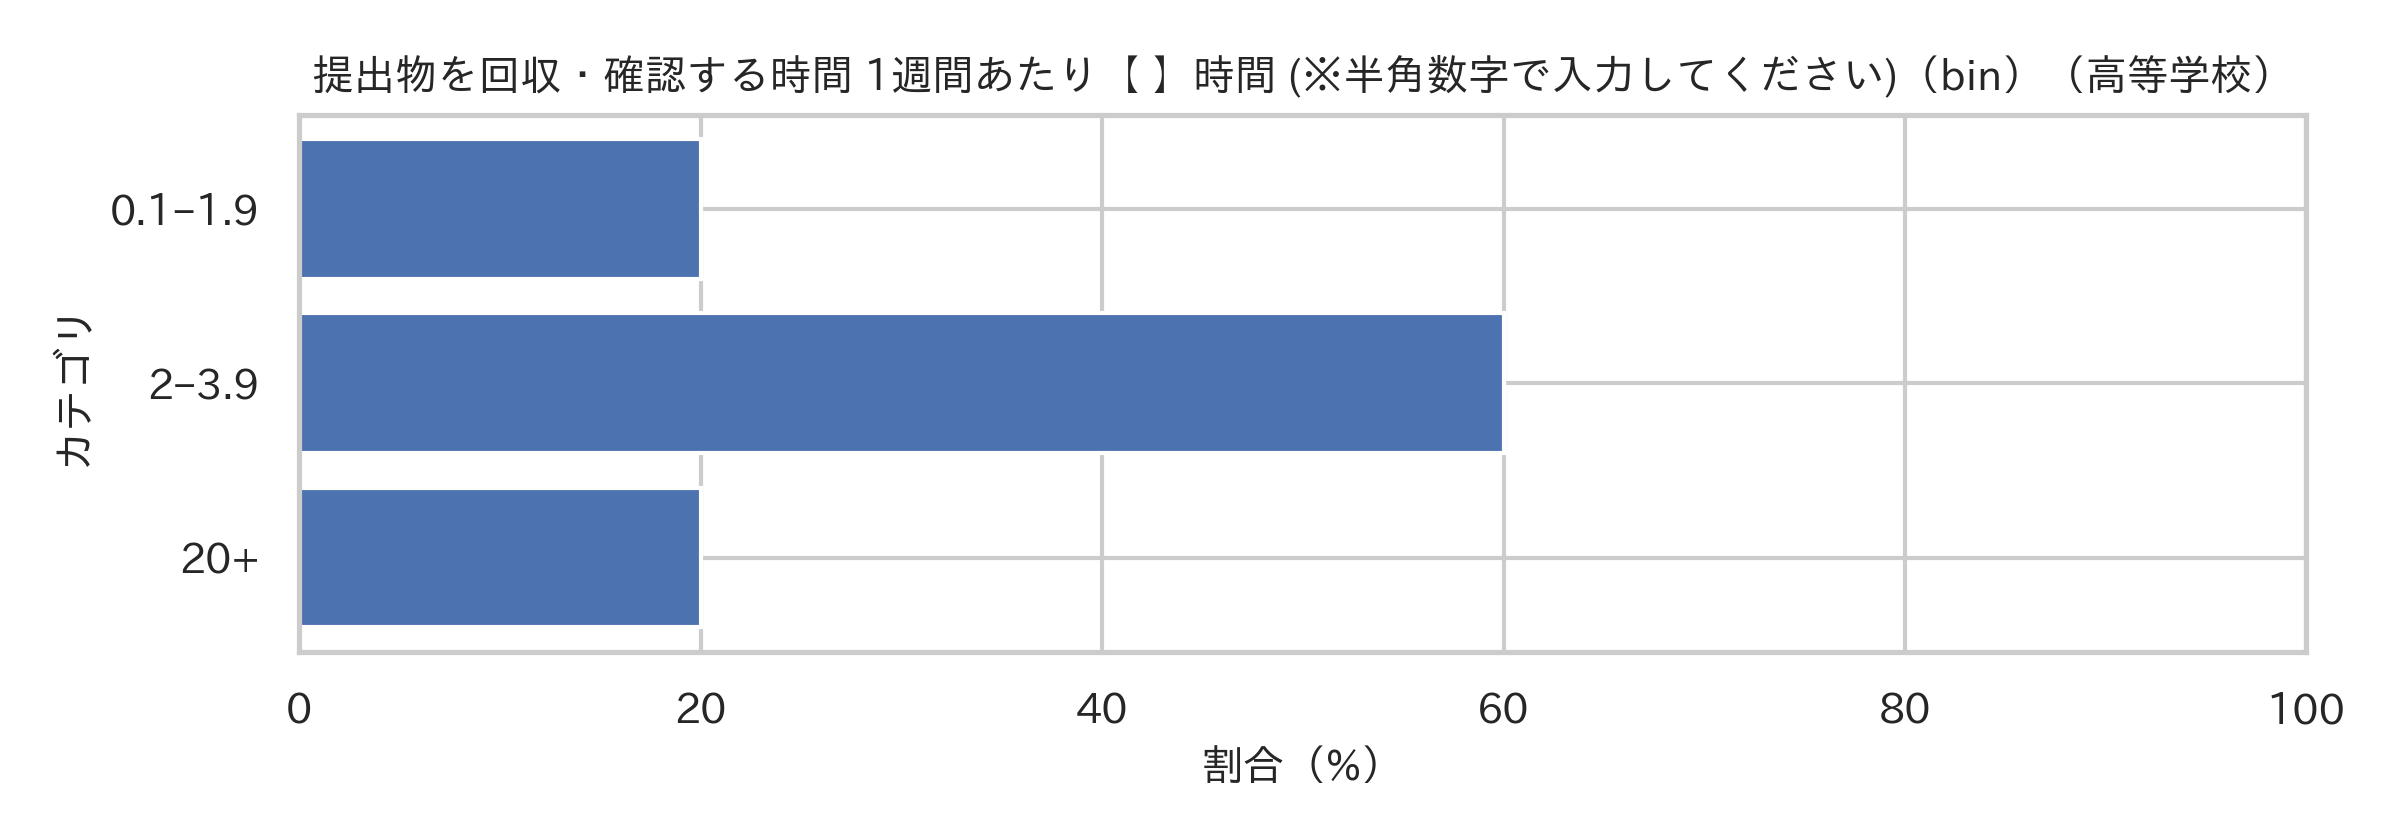 提出物を回収・確認する時間 1週間あたり【 】時間 (※半角数字で入力してください)（bin）（高等学校）
カテゴリ
0.1–1.9
2–3.9
20+
0 20 40 60 80 100
割合（%）